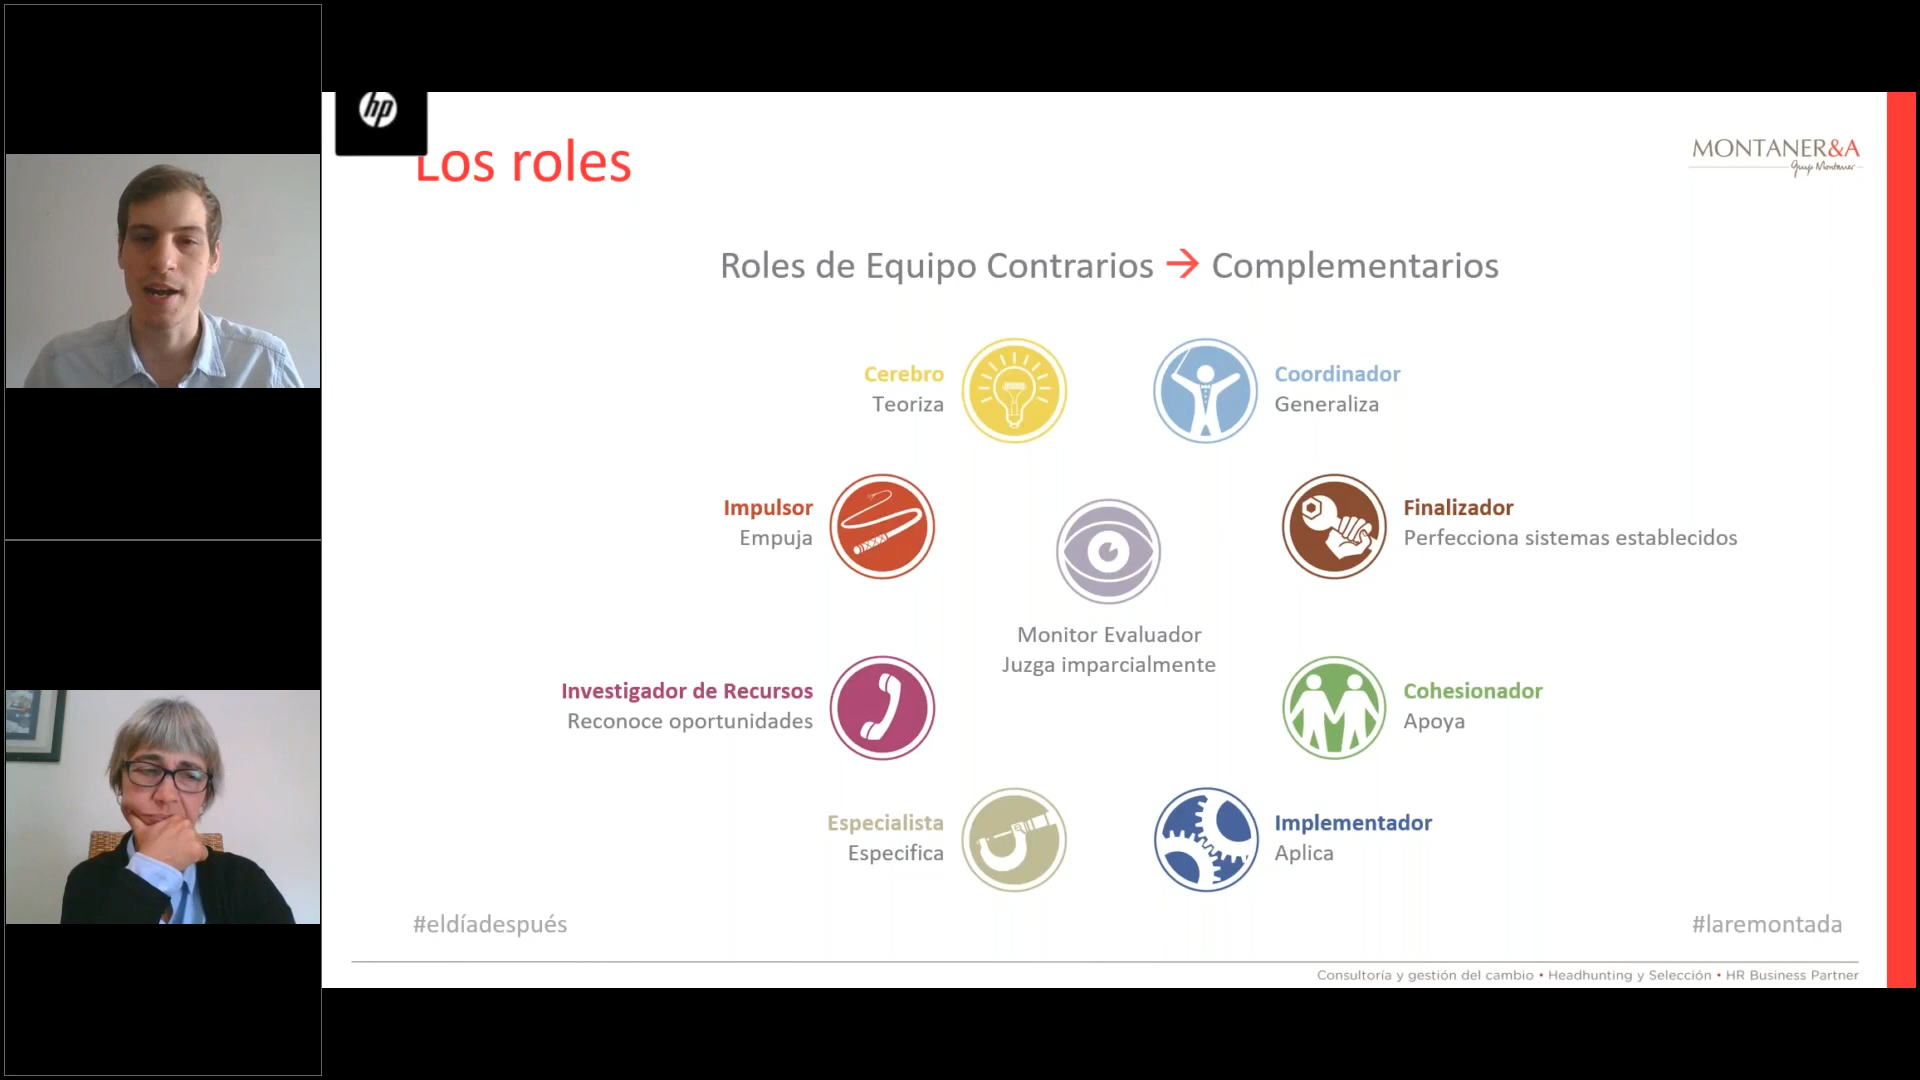 hp
Los roles
MONTANER&A
Grup Montaner
Roles de Equipo Contrarios → Complementarios
Cerebro
Teoriza
Coordinador
Generaliza
Impulsor
Empuja
Finalizador
Perfecciona sistemas establecidos
Monitor Evaluador
Juzga imparcialmente
Investigador de Recursos
Reconoce oportunidades
Cohesionador
Apoya
Especialista
Especifica
Implementador
Aplica
#eldíadespués
#laremontada
Consultoría y gestión del cambio • Headhunting y Selección • HR Business Partner